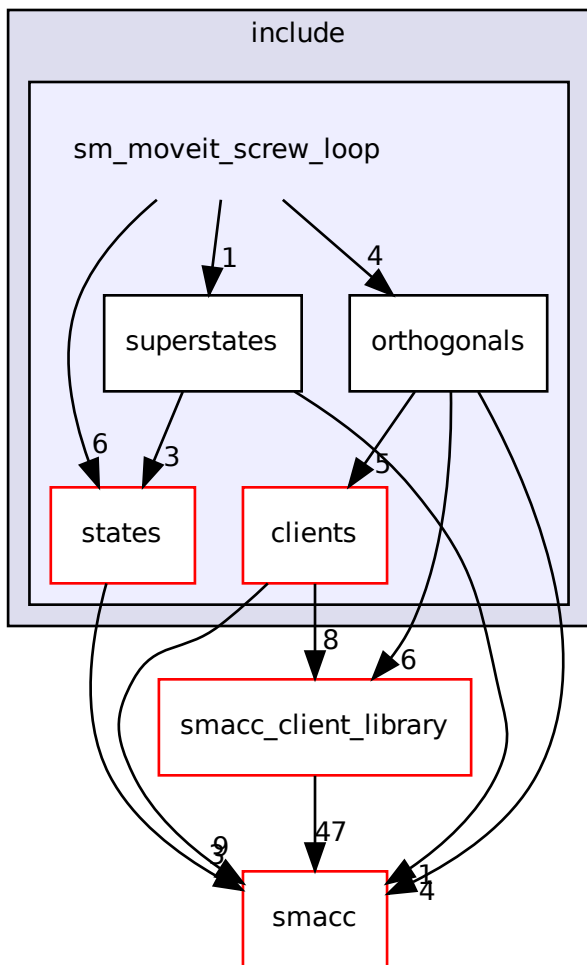 include
sm_moveit_screw_loop
1
4
superstates
orthogonals
6
3
5
states
clients
8
6
smacc_client_library
47
9
3
1
4
smacc